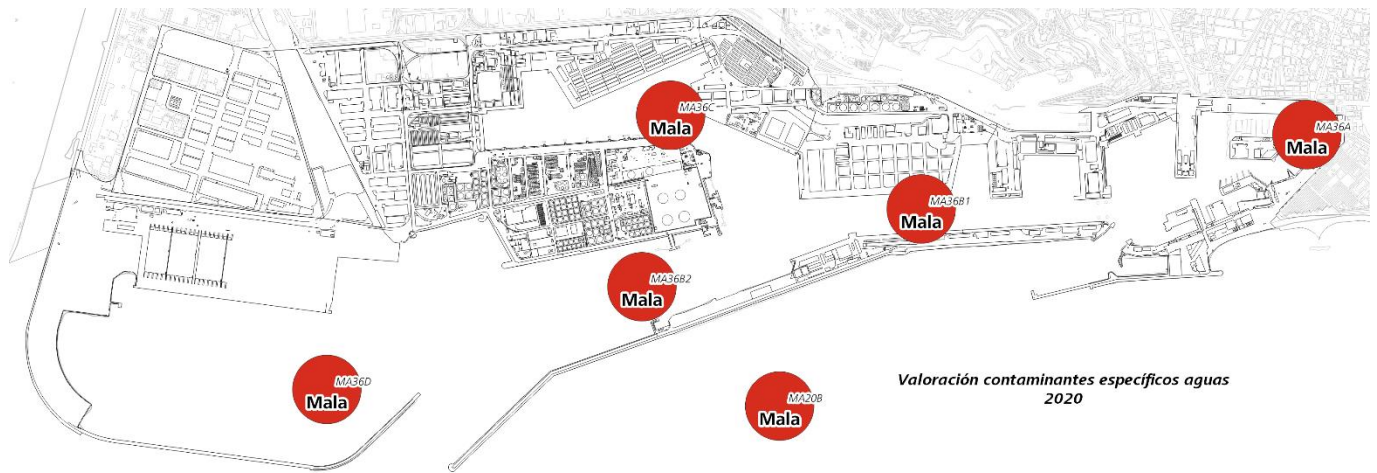 MA36C
Mala
MA36A
Mala
MA36B1
Mala
MA36B2
Mala
MA36D
Mala
MA20B
Mala
Valoración contaminantes específicos aguas
2020